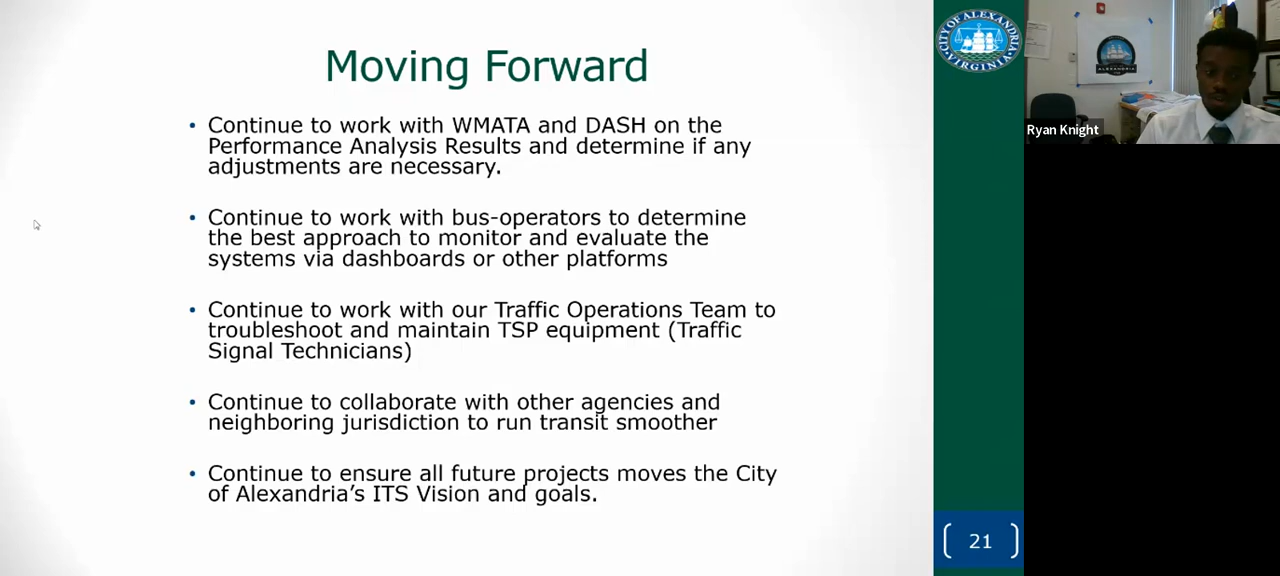 Moving Forward
• Continue to work with WMATA and DASH on the
Performance Analysis Results and determine if any
adjustments are necessary.
• Continue to work with bus-operators to determine
the best approach to monitor and evaluate the
systems via dashboards or other platforms
• Continue to work with our Traffic Operations Team to
troubleshoot and maintain TSP equipment (Traffic
Signal Technicians)
• Continue to collaborate with other agencies and
neighboring jurisdiction to run transit smoother
• Continue to ensure all future projects moves the City
of Alexandria’s ITS Vision and goals.
CITY OF ALEXANDRIA
VIRGINIA
21
ALEXANDRIA
Ryan Knight